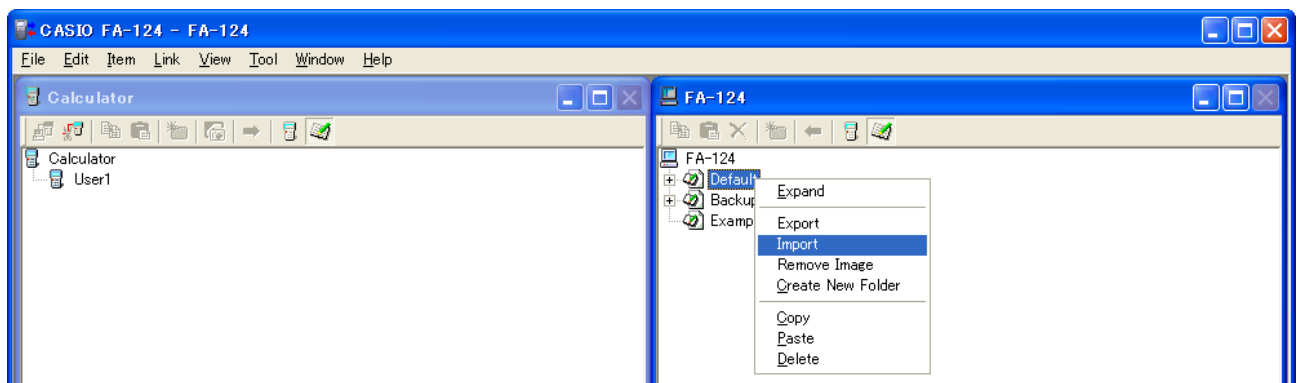 CASIO FA-124 - FA-124
File Edit Item Link View Tool Window Help
Calculator
Calculator
User1
FA-124
FA-124
Default
Backup
Examp
Expand
Export
Import
Remove Image
Create New Folder
Copy
Paste
Delete